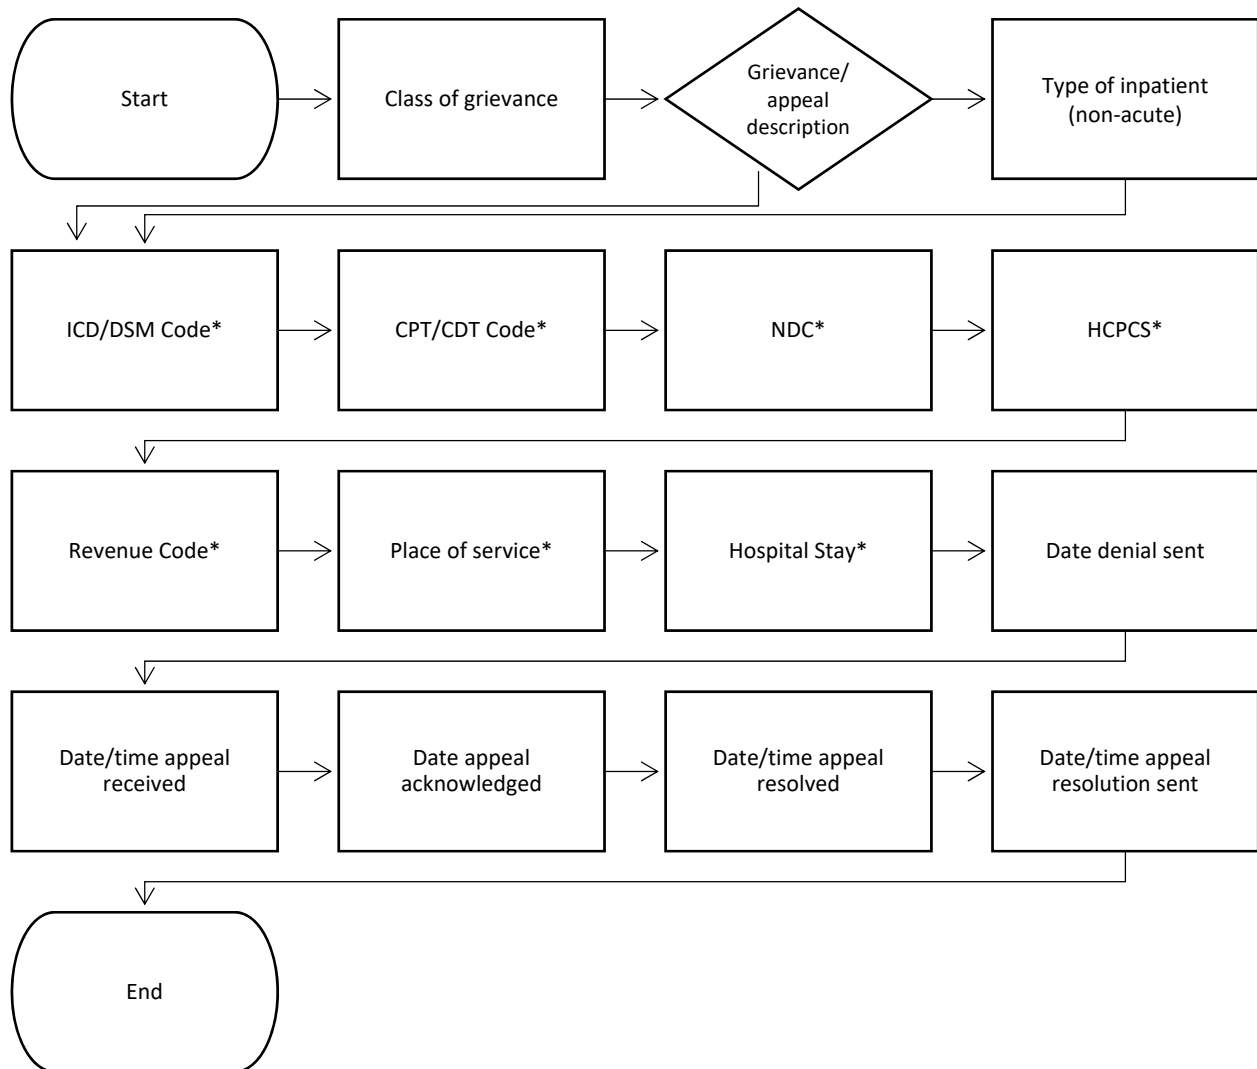 Start
Class of grievance
Grievance/
appeal
description
Type of inpatient
(non-acute)
ICD/DSM Code*
CPT/CDT Code*
NDC*
HCPCS*
Revenue Code*
Place of service*
Hospital Stay*
Date denial sent
Date/time appeal
received
Date appeal
acknowledged
Date/time appeal
resolved
Date/time appeal
resolution sent
End